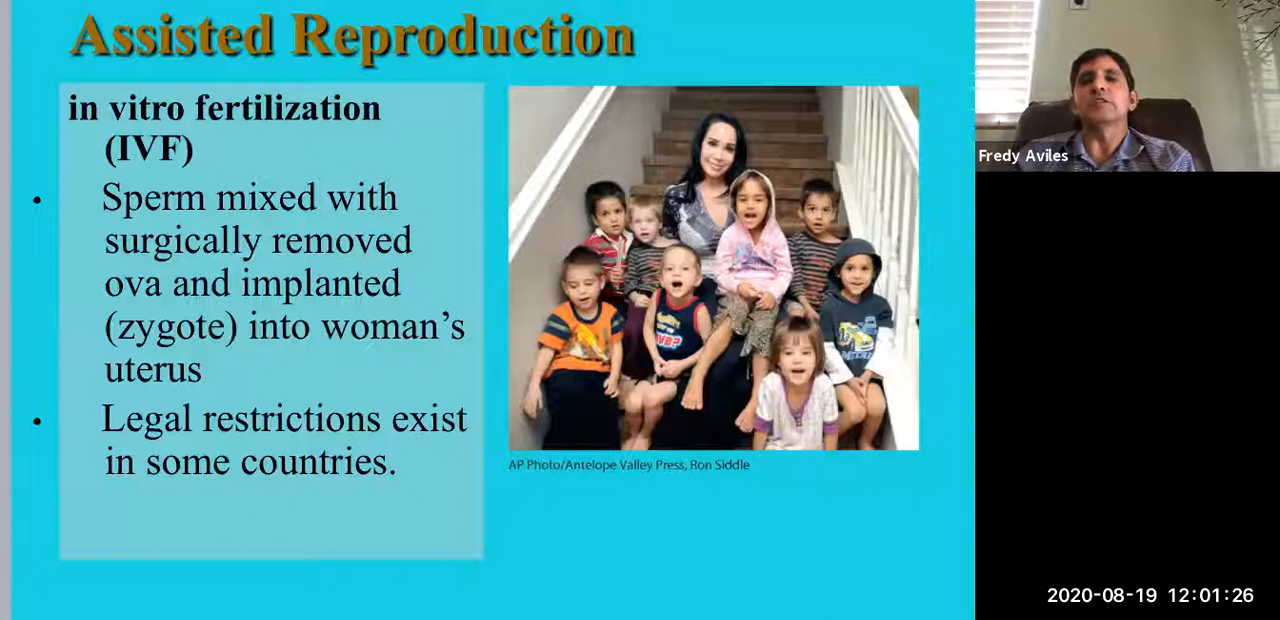 Assisted Reproduction
in vitro fertilization
(IVF)
• Sperm mixed with
surgically removed
ova and implanted
(zygote) into woman's
uterus
• Legal restrictions exist
in some countries.
AP Photo/Antelope Valley Press, Ron Siddle
Fredy Aviles
2020-08-19 12:01:26